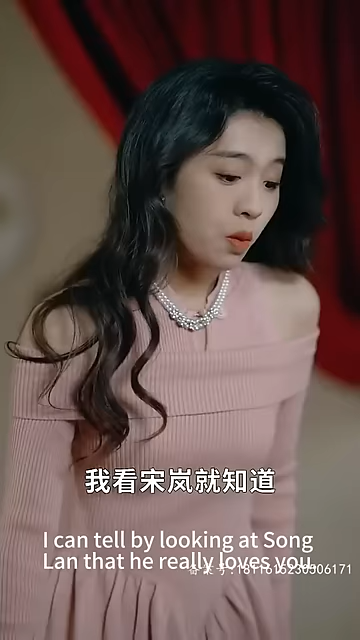 我看宋岚就知道
I can tell by looking at Song
Lan that he really loves you